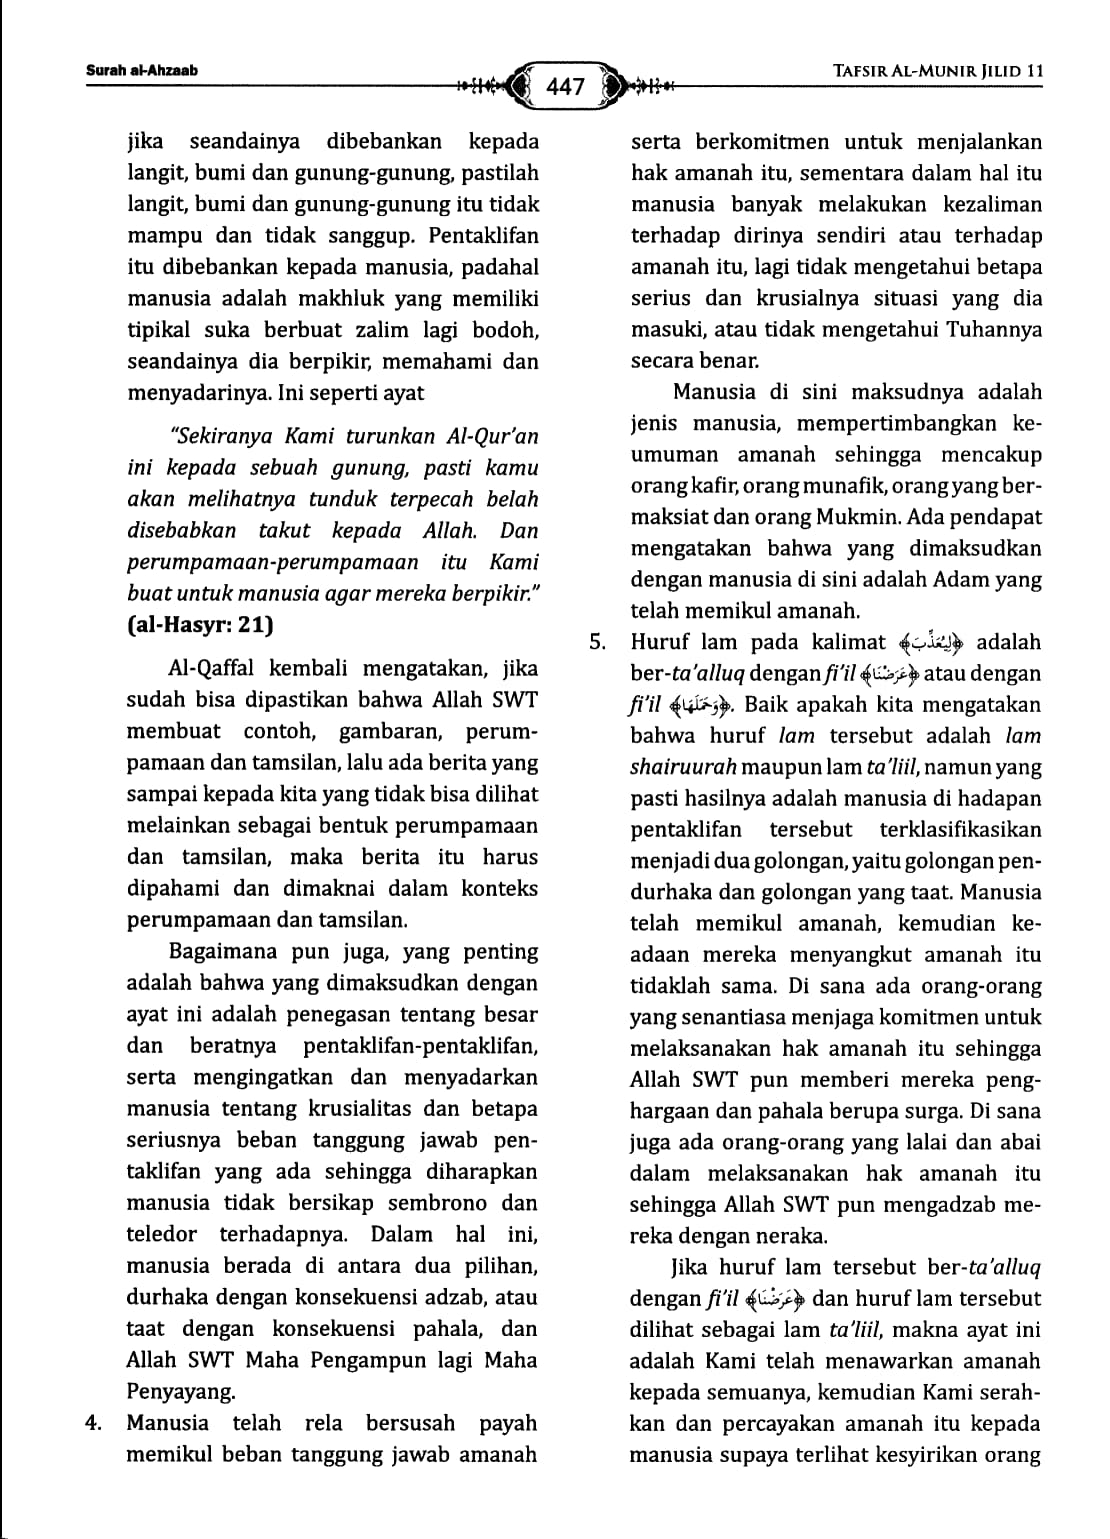 Surah al-Ahzaab
447
TAFSIR AL-MUNIR JILID 11
jika seandainya dibebankan kepada
langit, bumi dan gunung-gunung, pastilah
langit, bumi dan gunung-gunung itu tidak
mampu dan tidak sanggup. Pentaklifan
itu dibebankan kepada manusia, padahal
manusia adalah makhluk yang memiliki
tipikal suka berbuat zalim lagi bodoh,
seandainya dia berpikir, memahami dan
menyadarinya. Ini seperti ayat
“Sekiranya Kami turunkan Al-Qur’an
ini kepada sebuah gunung, pasti kamu
akan melihatnya tunduk terpecah belah
disebabkan takut kepada Allah. Dan
perumpamaan-perumpamaan itu Kami
buat untuk manusia agar mereka berpikir.”
(al-Hasyr: 21)
Al-Qaffal kembali mengatakan, jika
sudah bisa dipastikan bahwa Allah SWT
membuat contoh, gambaran, perum-
pamaan dan tamsilan, lalu ada berita yang
sampai kepada kita yang tidak bisa dilihat
melainkan sebagai bentuk perumpamaan
dan tamsilan, maka berita itu harus
dipahami dan dimaknai dalam konteks
perumpamaan dan tamsilan.
Bagaimana pun juga, yang penting
adalah bahwa yang dimaksudkan dengan
ayat ini adalah penegasan tentang besar
dan beratnya pentaklifan-pentaklifan,
serta mengingatkan dan menyadarkan
manusia tentang krusialitas dan betapa
seriusnya beban tanggung jawab pen-
taklifan yang ada sehingga diharapkan
manusia tidak bersikap sembrono dan
teledor terhadapnya. Dalam hal ini,
manusia berada di antara dua pilihan,
durhaka dengan konsekuensi adzab, atau
taat dengan konsekuensi pahala, dan
Allah SWT Maha Pengampun lagi Maha
Penyayang.
4. Manusia telah rela bersusah payah
memikul beban tanggung jawab amanah
serta berkomitmen untuk menjalankan
hak amanah itu, sementara dalam hal itu
manusia banyak melakukan kezaliman
terhadap dirinya sendiri atau terhadap
amanah itu, lagi tidak mengetahui betapa
serius dan krusialnya situasi yang dia
masuki, atau tidak mengetahui Tuhannya
secara benar.
Manusia di sini maksudnya adalah
jenis manusia, mempertimbangkan ke-
umuman amanah sehingga mencakup
orang kafir, orang munafik, orang yang ber-
maksiat dan orang Mukmin. Ada pendapat
mengatakan bahwa yang dimaksudkan
dengan manusia di sini adalah Adam yang
telah memikul amanah.
5. Huruf lam pada kalimat ﴿لِيُعَذِّبَ﴾ adalah
ber-ta’alluq dengan fi’il ﴿عَرَضْنَا﴾ atau dengan
fi’il ﴿وَحَمَلَهَا﴾. Baik apakah kita mengatakan
bahwa huruf lam tersebut adalah lam
shairuurah maupun lam ta’liil, namun yang
pasti hasilnya adalah manusia di hadapan
pentaklifan tersebut terklasifikasikan
menjadi dua golongan, yaitu golongan pen-
durhaka dan golongan yang taat. Manusia
telah memikul amanah, kemudian ke-
adaan mereka menyangkut amanah itu
tidaklah sama. Di sana ada orang-orang
yang senantiasa menjaga komitmen untuk
melaksanakan hak amanah itu sehingga
Allah SWT pun memberi mereka peng-
hargaan dan pahala berupa surga. Di sana
juga ada orang-orang yang lalai dan abai
dalam melaksanakan hak amanah itu
sehingga Allah SWT pun mengadzab me-
reka dengan neraka.
Jika huruf lam tersebut ber-ta’alluq
dengan fi’il ﴿عَرَضْنَا﴾ dan huruf lam tersebut
dilihat sebagai lam ta’liil, makna ayat ini
adalah Kami telah menawarkan amanah
kepada semuanya, kemudian Kami serah-
kan dan percayakan amanah itu kepada
manusia supaya terlihat kesyirikan orang